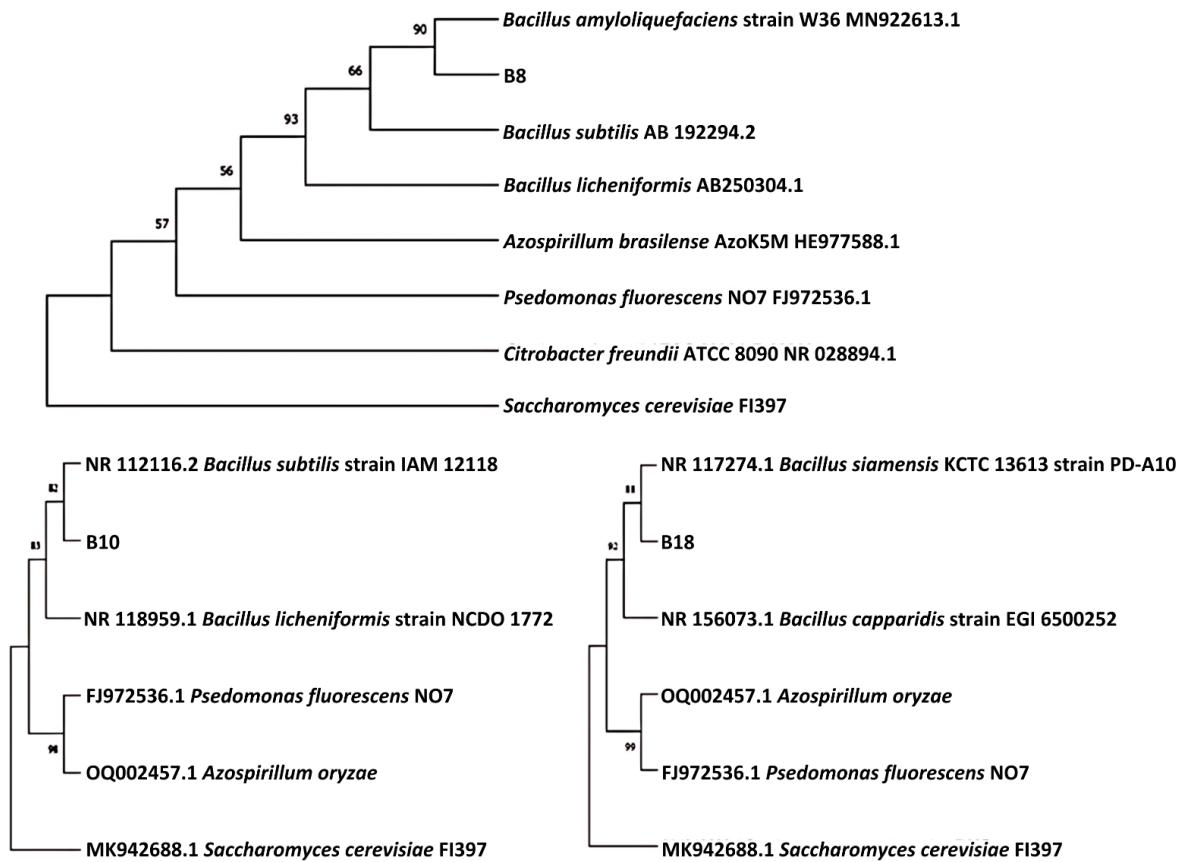 90
Bacillus amyloliquefaciens strain W36 MN922613.1
B8
66
Bacillus subtilis AB 192294.2
93
Bacillus licheniformis AB250304.1
56
Azospirillum brasilense AzoK5M HE977588.1
57
Psedomonas fluorescens NO7 FJ972536.1
Citrobacter freundii ATCC 8090 NR 028894.1
Saccharomyces cerevisiae FI397
NR 112116.2 Bacillus subtilis strain IAM 12118
B10
NR 118959.1 Bacillus licheniformis strain NCDO 1772
FJ972536.1 Psedomonas fluorescens NO7
OQ002457.1 Azospirillum oryzae
MK942688.1 Saccharomyces cerevisiae FI397
NR 117274.1 Bacillus siamensis KCTC 13613 strain PD-A10
B18
92
NR 156073.1 Bacillus capparidis strain EGI 6500252
OQ002457.1 Azospirillum oryzae
99
FJ972536.1 Psedomonas fluorescens NO7
MK942688.1 Saccharomyces cerevisiae FI397